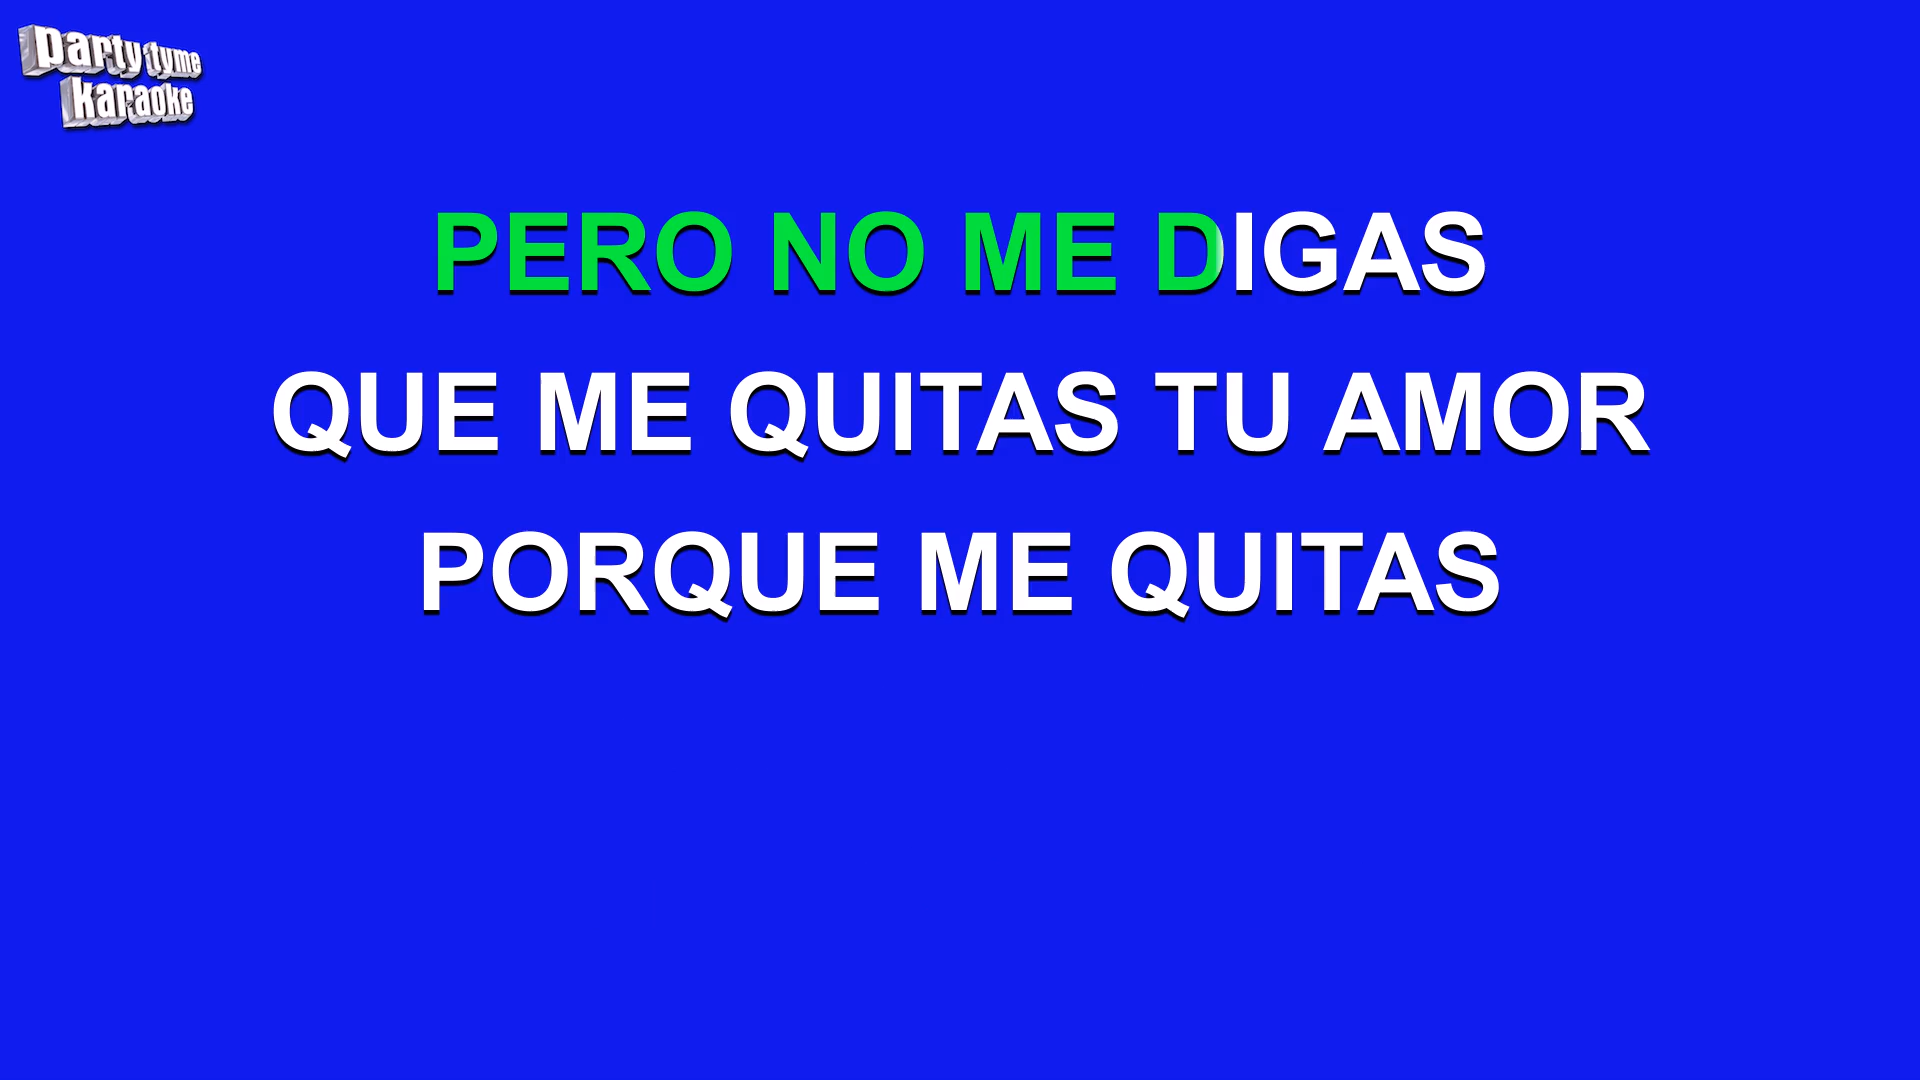 party tyme
karaoke
PERO NO ME DIGAS
QUE ME QUITAS TU AMOR
PORQUE ME QUITAS